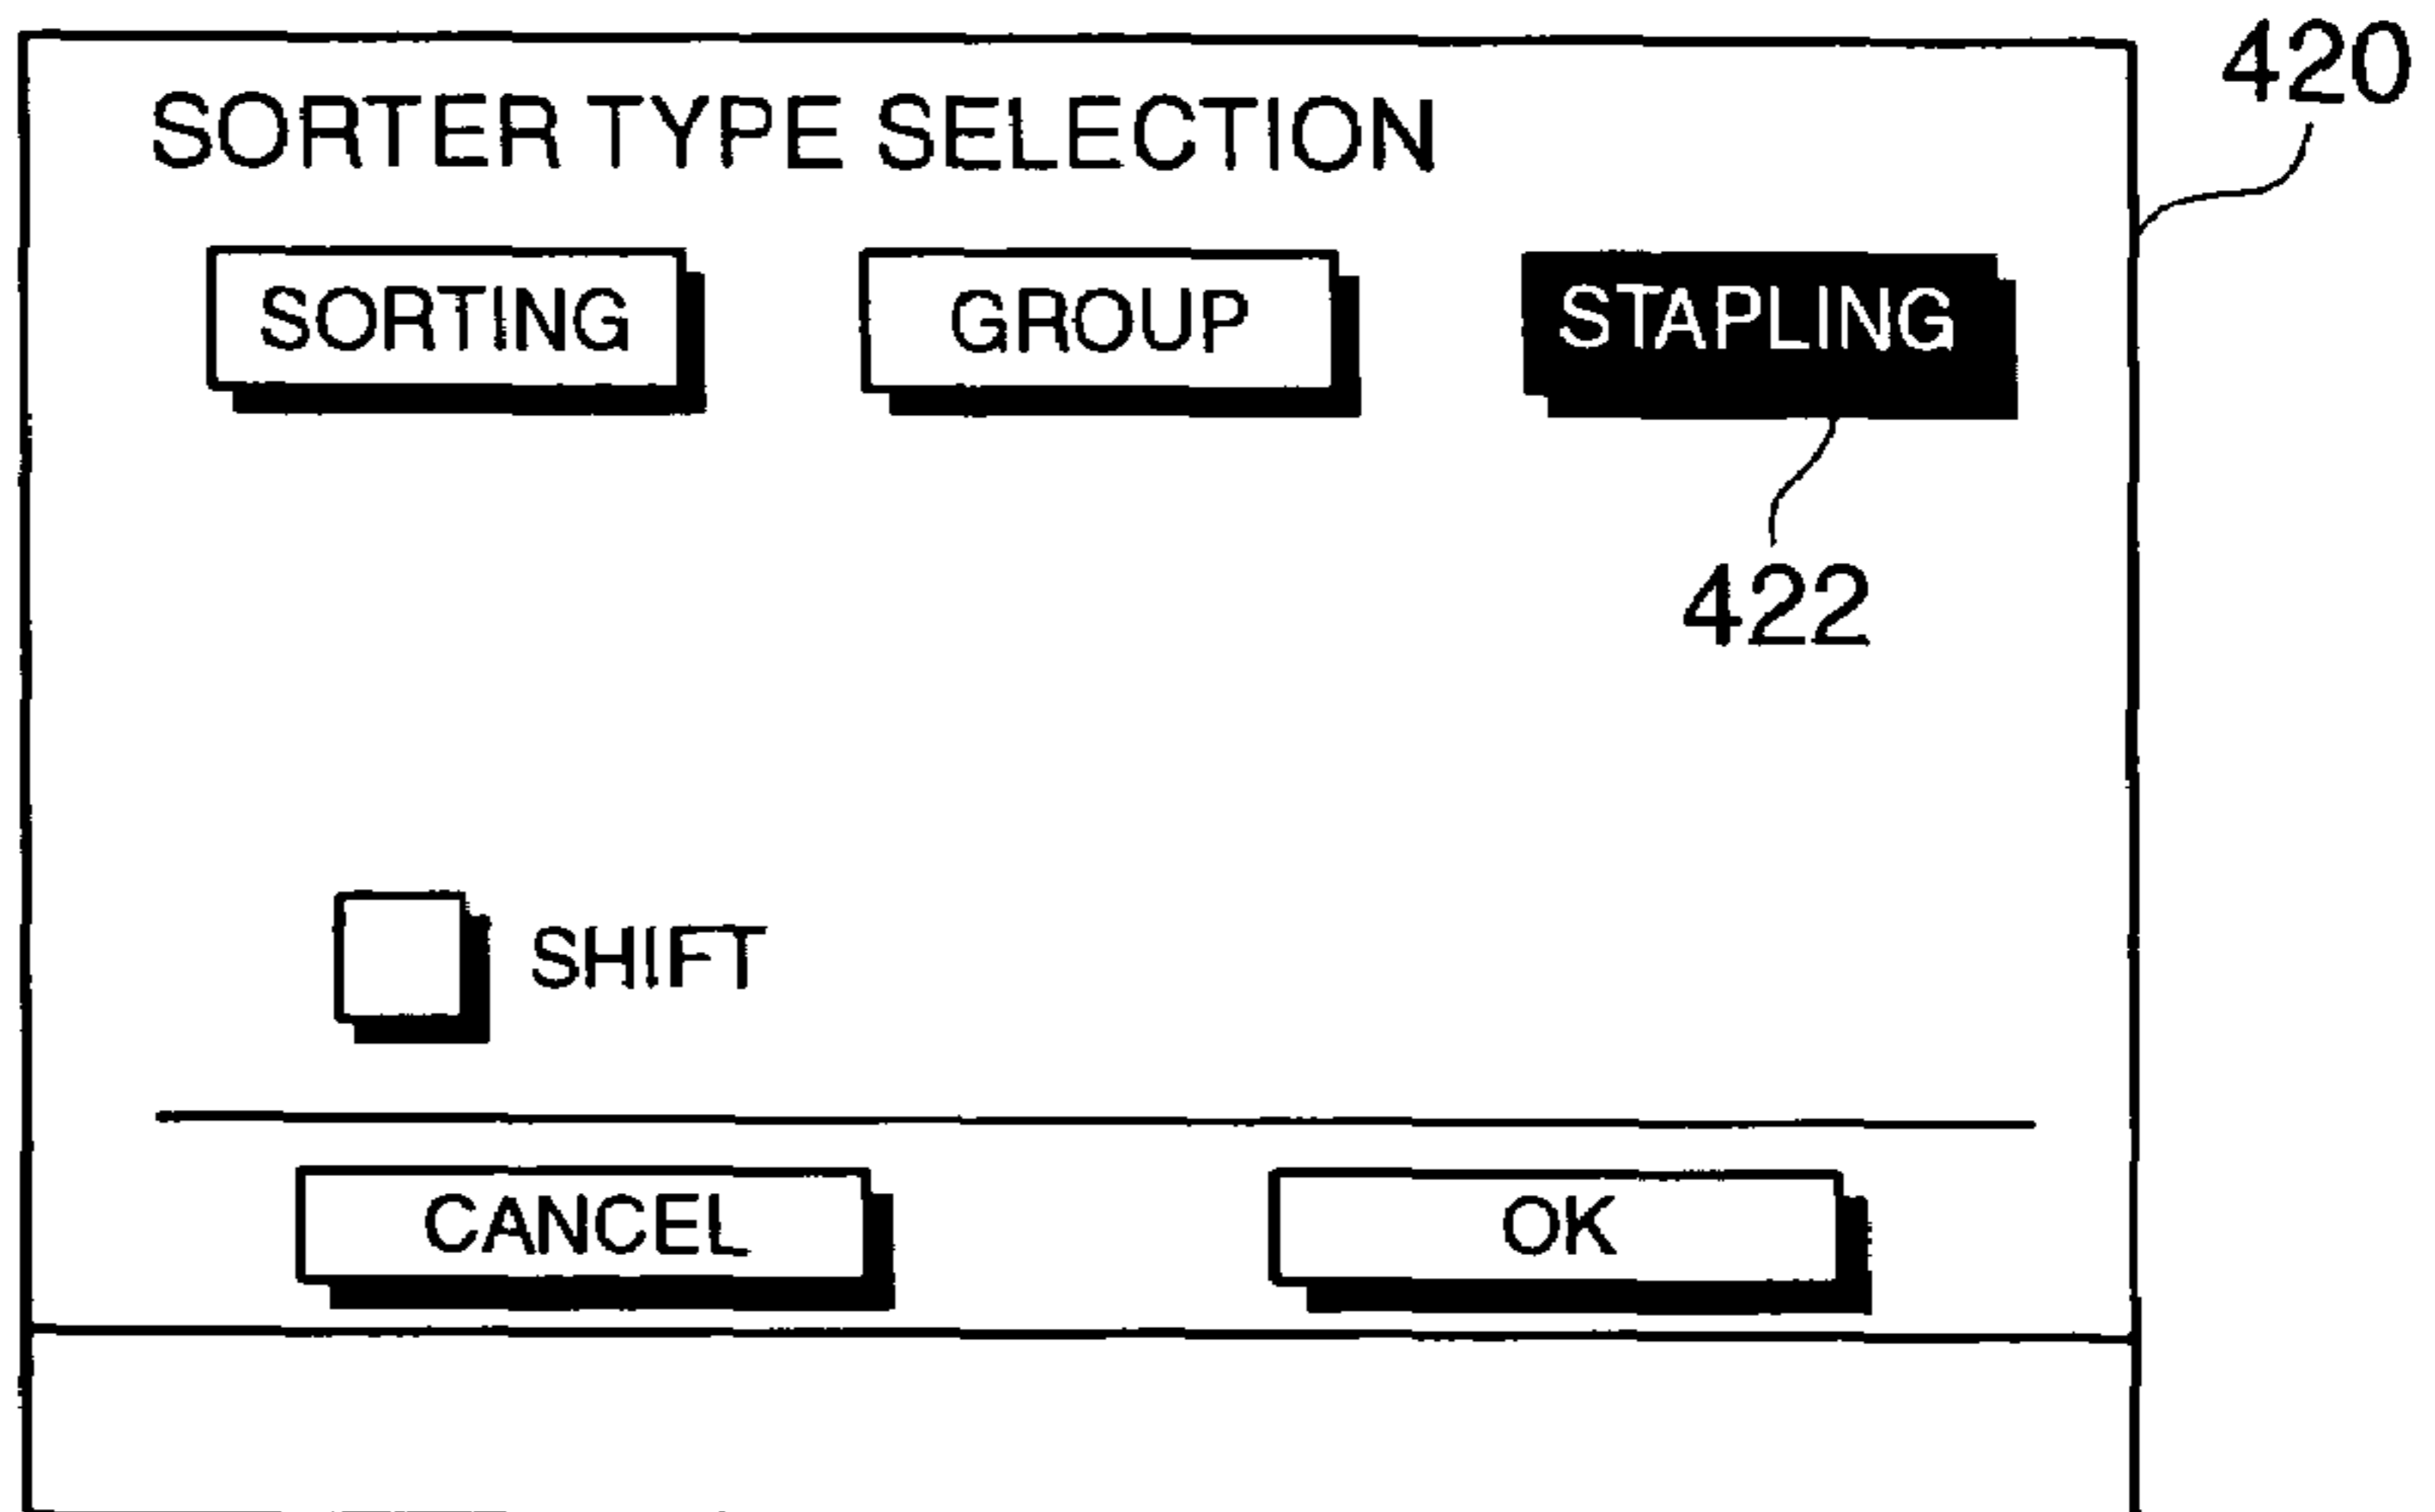 420
SORTER TYPE SELECTION
SORTING GROUP STAPLING
422
SHIFT
CANCEL OK